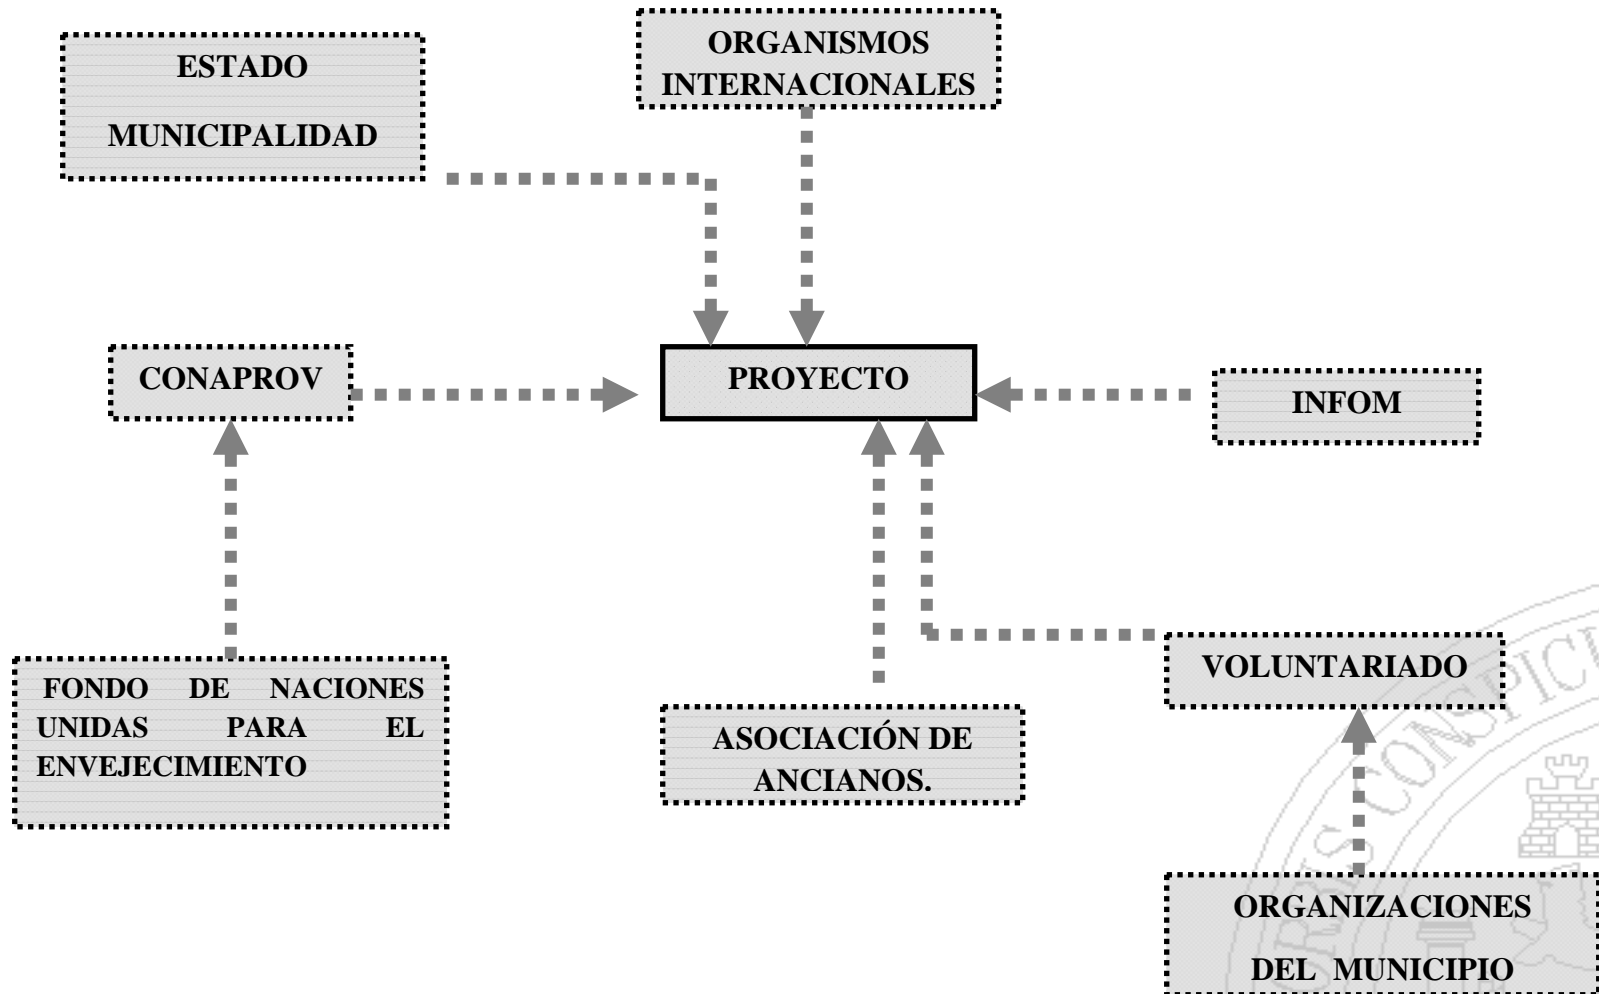 ESTADO
MUNICIPALIDAD
ORGANISMOS
INTERNACIONALES
CONAPROV
PROYECTO
INFOM
FONDO DE NACIONES
UNIDAS PARA EL
ENVEJECIMIENTO
ASOCIACIÓN DE
ANCIANOS.
VOLUNTARIADO
ORGANIZACIONES
DEL MUNICIPIO